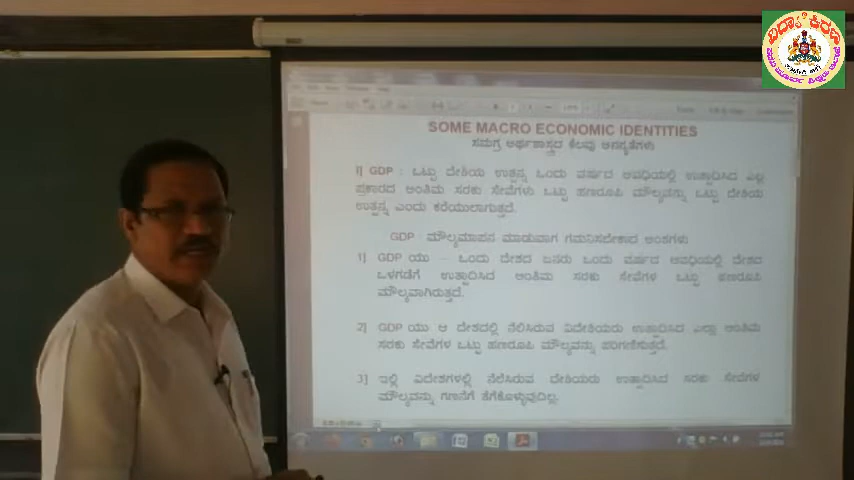 SOME MACRO ECONOMIC IDENTITIES
ಸಮಗ್ರ ಅರ್ಥಶಾಸ್ತ್ರದ ಕೆಲವು ಅನನ್ಯತೆಗಳು
I] GDP : ಒಟ್ಟು ದೇಶಿಯ ಉತ್ಪನ್ನ ಒಂದು ವರ್ಷದ ಅವಧಿಯಲ್ಲಿ ಉತ್ಪಾದಿಸಿದ ಎಲ್ಲ
ಪ್ರಕಾರದ ಅಂತಿಮ ಸರಕು ಸೇವೆಗಳು ಒಟ್ಟು ಹಣರೂಪಿ ಮೌಲ್ಯವನ್ನು ಒಟ್ಟು ದೇಶಿಯ
ಉತ್ಪನ್ನ ಎಂದು ಕರೆಯುಲಾಗುತ್ತದೆ.
GDP : ಮೌಲ್ಯಮಾಪನ ಮಾಡುವಾಗ ಗಮನಿಸಬೇಕಾದ ಅಂಶಗಳು
1] GDP ಯು – ಒಂದು ದೇಶದ ಜನರು ಒಂದು ವರ್ಷದ ಅವಧಿಯಲ್ಲಿ ದೇಶದ
ಒಳಗಡೆಗೆ ಉತ್ಪಾದಿಸಿದ ಅಂತಿಮ ಸರಕು ಸೇವೆಗಳ ಒಟ್ಟು ಹಣರೂಪಿ
ಮೌಲ್ಯವಾಗಿರುತ್ತದೆ.
2] GDP ಯು ಆ ದೇಶದಲ್ಲಿ ನೆಲೆಸಿರುವ ವಿದೇಶಿಯರು ಉತ್ಪಾದಿಸಿದ ಎಲ್ಲಾ ಅಂತಿಮ
ಸರಕು ಸೇವೆಗಳ ಒಟ್ಟು ಹಣರೂಪಿ ಮೌಲ್ಯವನ್ನು ಪರಿಗಣಿಸುತ್ತದೆ.
3] ಇಲ್ಲಿ ವಿದೇಶಗಳಲ್ಲಿ ನೆಲೆಸಿರುವ ದೇಶಿಯರು ಉತ್ಪಾದಿಸಿದ ಸರಕು ಸೇವೆಗಳ
ಮೌಲ್ಯವನ್ನು ಗಣನೆಗೆ ತೆಗೆದುಕೊಳ್ಳುವುದಿಲ್ಲ.